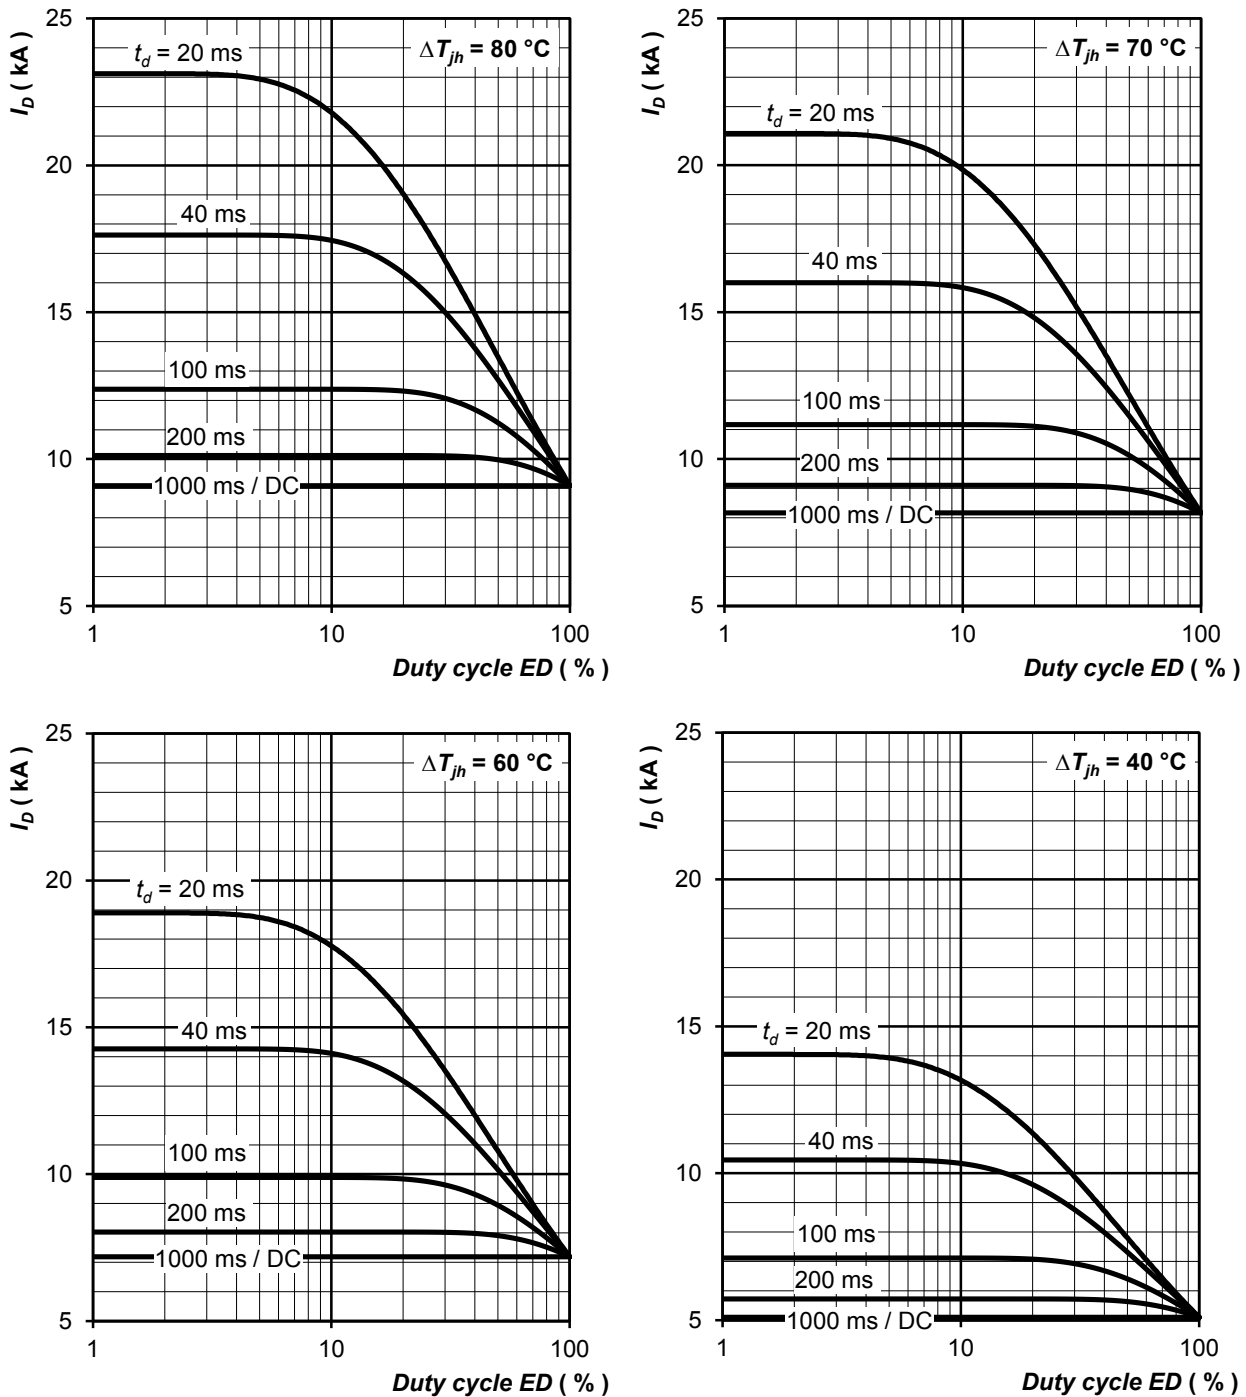 25
20
15
10
5
I_D ( kA )
ΔT_jh = 80 °C
t_d = 20 ms
40 ms
100 ms
200 ms
1000 ms / DC
1 10 100
Duty cycle ED ( % )
25
20
15
10
5
I_D ( kA )
ΔT_jh = 70 °C
t_d = 20 ms
40 ms
100 ms
200 ms
1000 ms / DC
1 10 100
Duty cycle ED ( % )
25
20
15
10
5
I_D ( kA )
ΔT_jh = 60 °C
t_d = 20 ms
40 ms
100 ms
200 ms
1000 ms / DC
1 10 100
Duty cycle ED ( % )
25
20
15
10
5
I_D ( kA )
ΔT_jh = 40 °C
t_d = 20 ms
40 ms
100 ms
200 ms
1000 ms / DC
1 10 100
Duty cycle ED ( % )